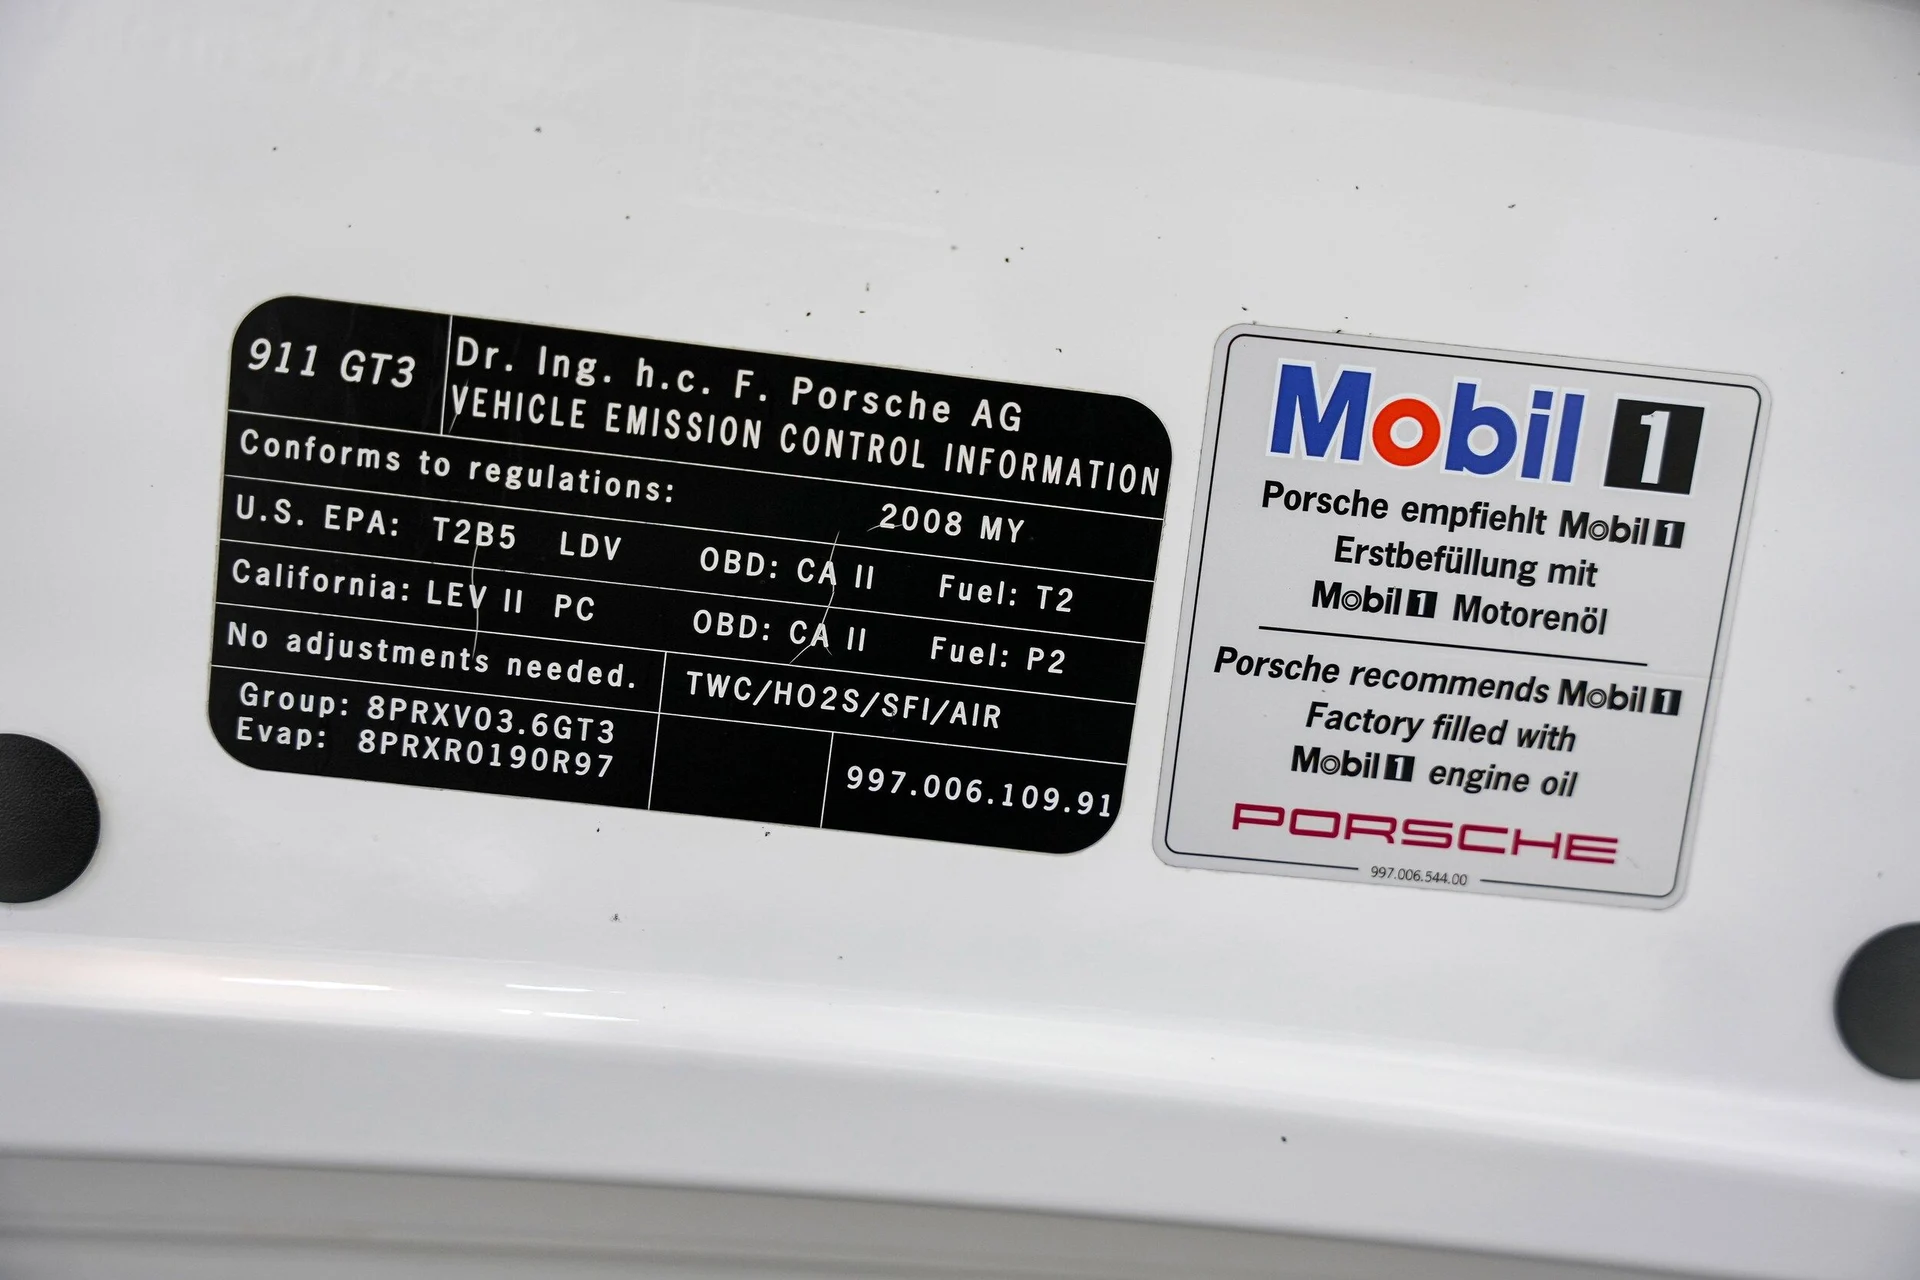 911 GT3
Dr. Ing. h.c. F. Porsche AG
VEHICLE EMISSION CONTROL INFORMATION
Conforms to regulations: 2008 MY
U.S. EPA: T2B5 LDV OBD: CA II Fuel: T2
California: LEV II PC OBD: CA II Fuel: P2
No adjustments needed.
TWC/HO2S/SFI/AIR
Group: 8PRXV03.6GT3
Evap: 8PRXR0190R97
997.006.109.91
Mobil 1
Porsche empfiehlt Mobil 1
Erstbefüllung mit
Mobil 1 Motorenöl
Porsche recommends Mobil 1
Factory filled with
Mobil 1 engine oil
PORSCHE
997.006.544.00